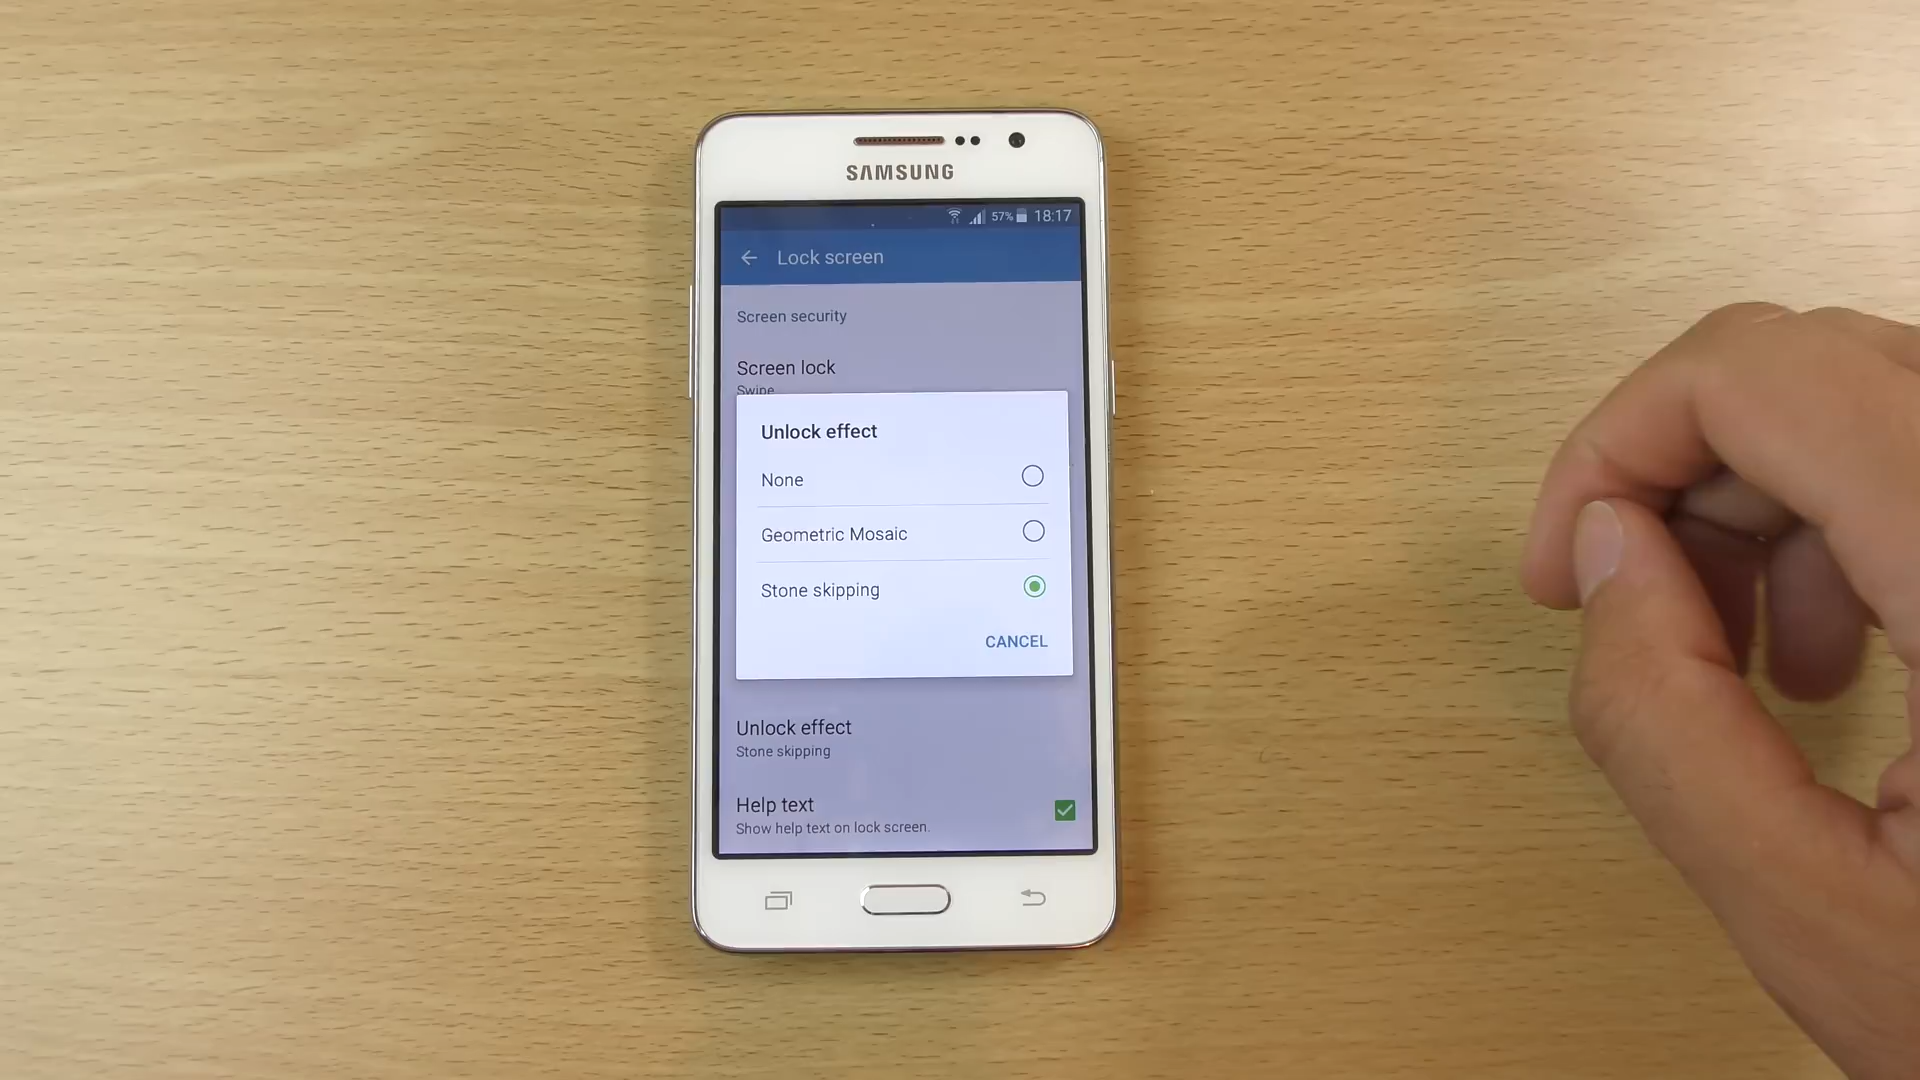 SAMSUNG
57% 18:17
Lock screen
Screen security
Screen lock
Swipe
Unlock effect
None
Geometric Mosaic
Stone skipping
CANCEL
Unlock effect
Stone skipping
Help text
Show help text on lock screen.